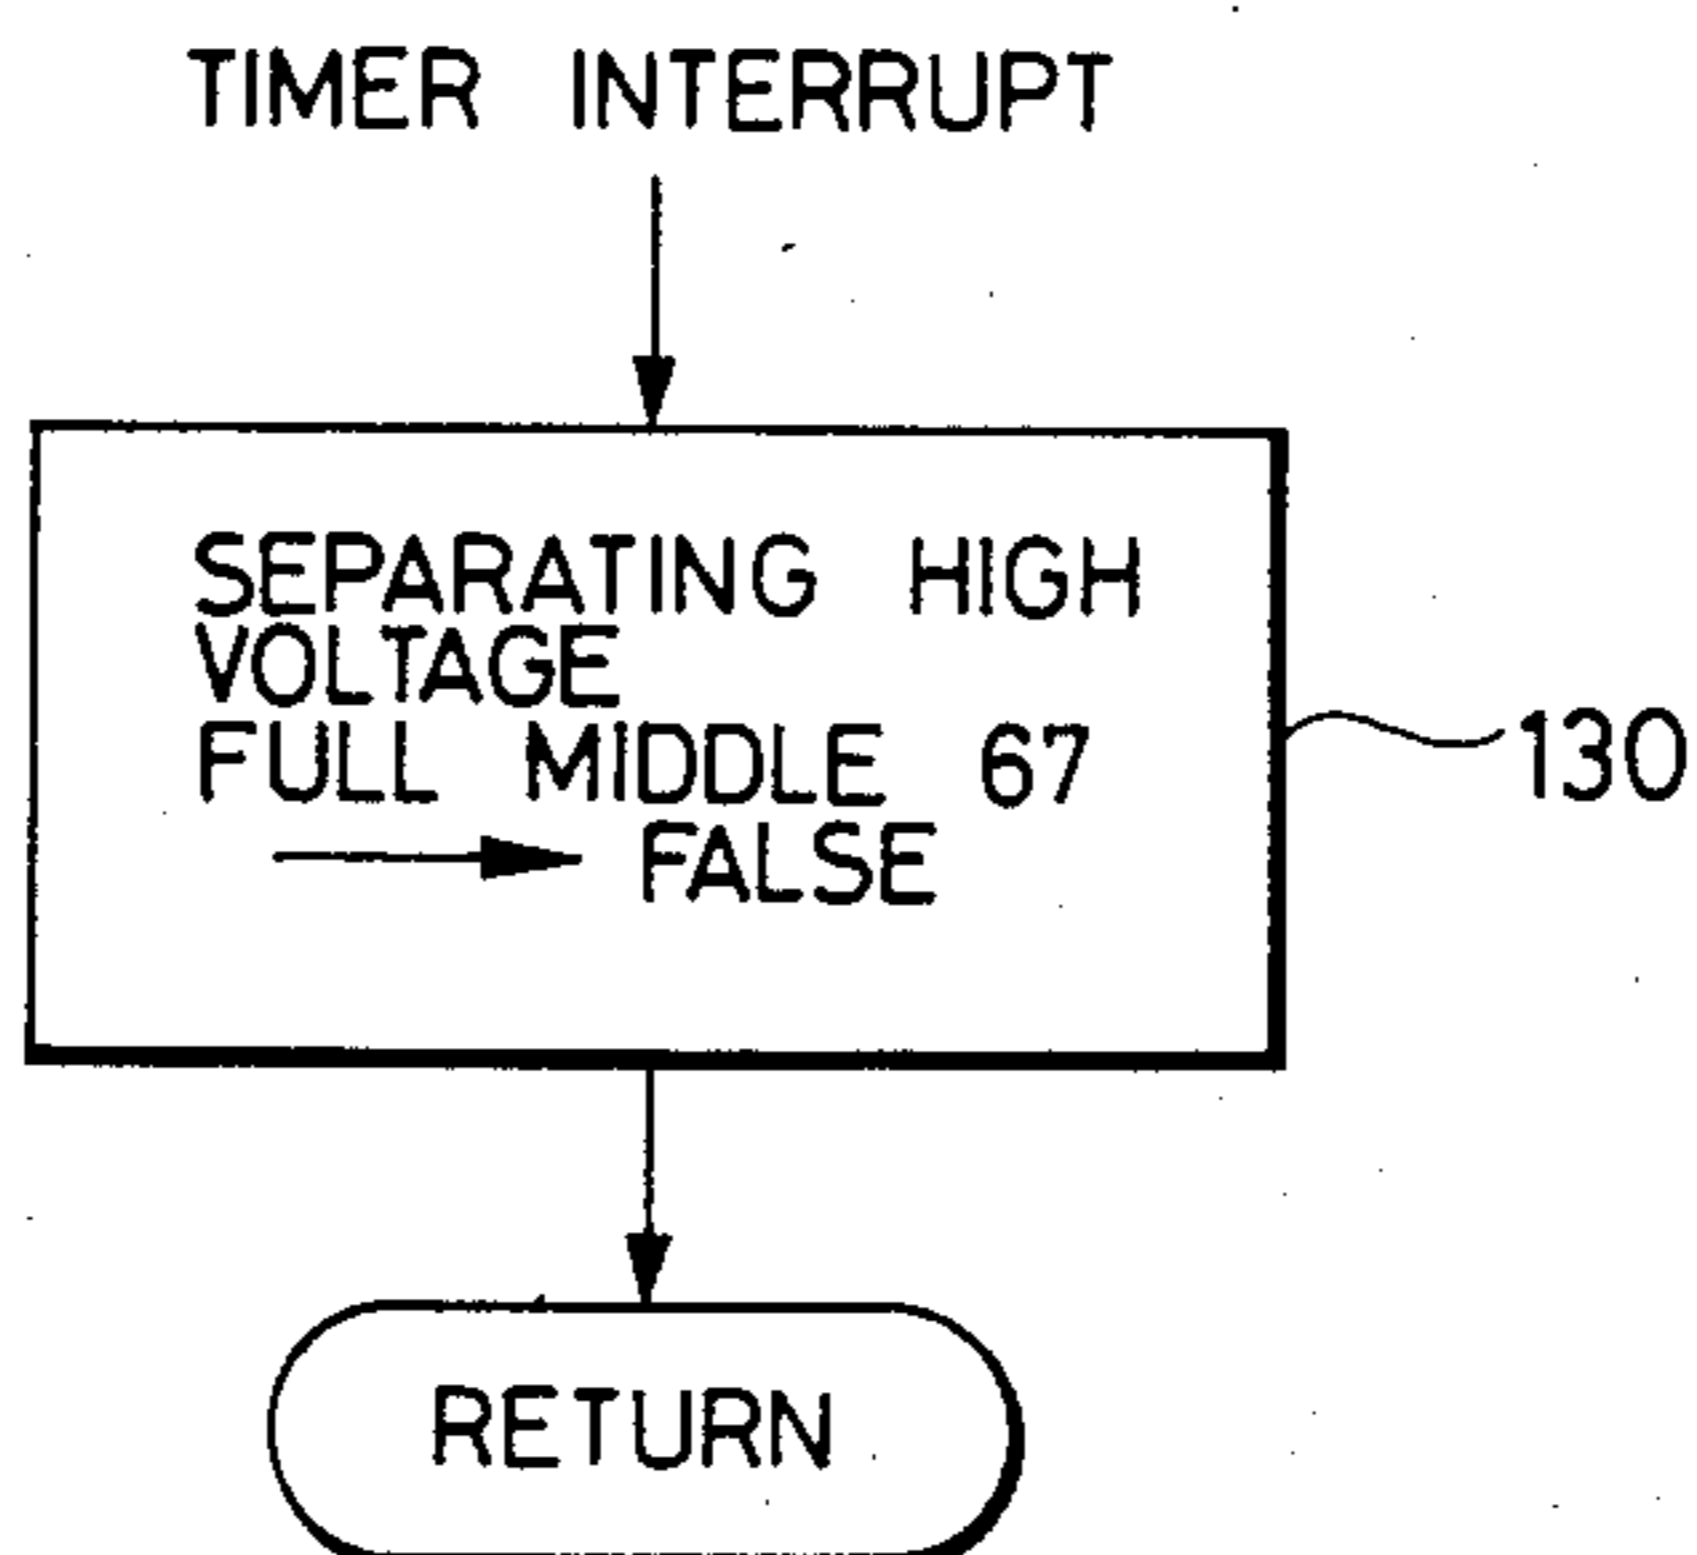 TIMER INTERRUPT
SEPARATING HIGH
VOLTAGE
FULL MIDDLE 67
FALSE
130
RETURN